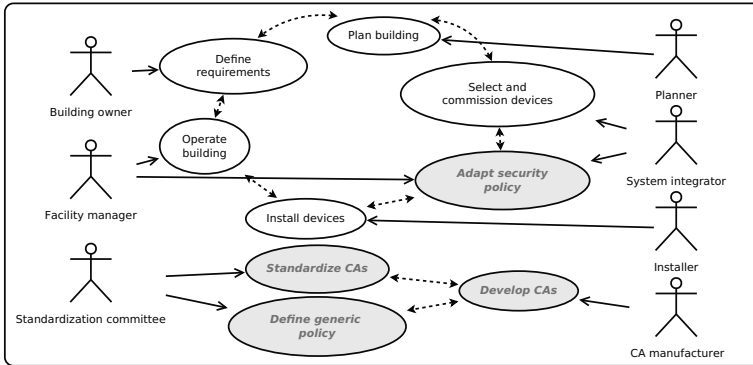 Plan building
Define
requirements
Building owner
Select and
commission devices
Planner
Operate
building
Adapt security
policy
System integrator
Facility manager
Install devices
Installer
Standardize CAs
Develop CAs
Standardization committee
Define generic
policy
CA manufacturer